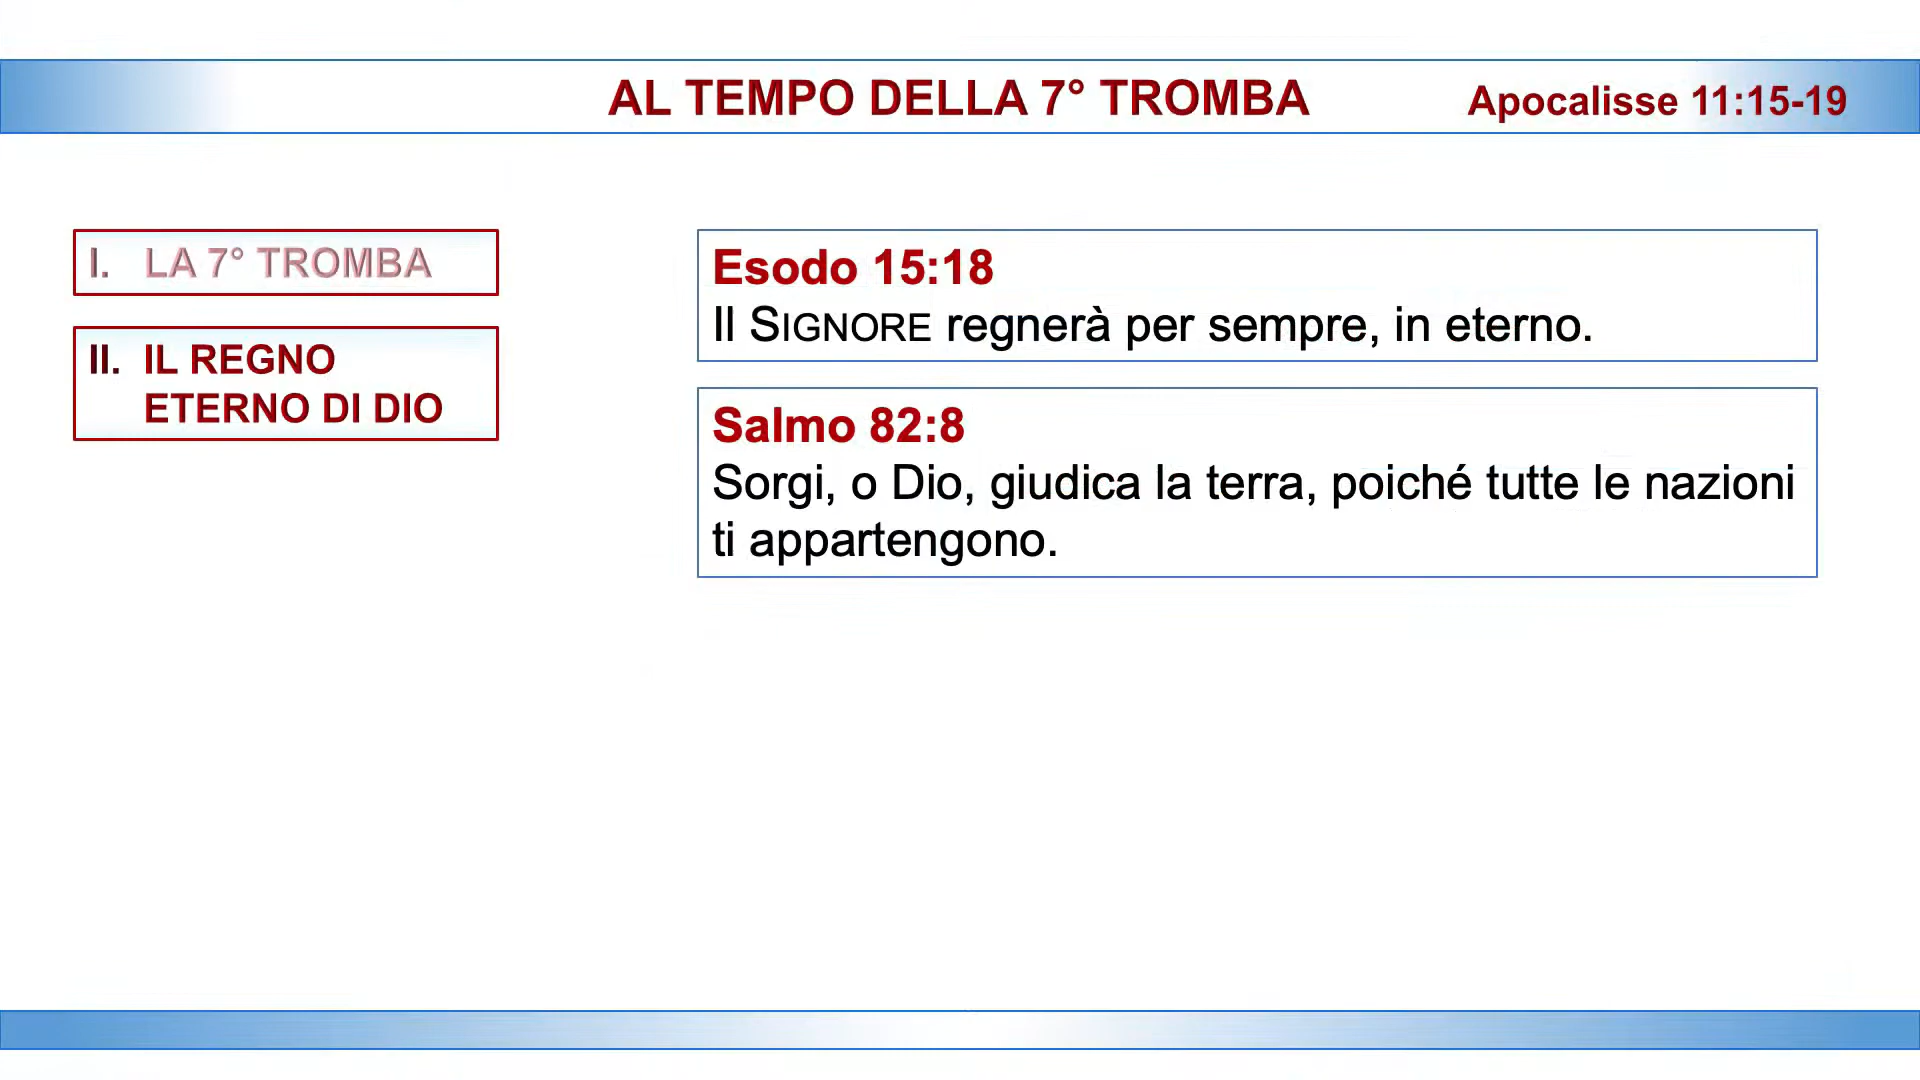 AL TEMPO DELLA 7° TROMBA
Apocalisse 11:15-19
I. LA 7° TROMBA
II. IL REGNO
ETERNO DI DIO
Esodo 15:18
Il SIGNORE regnerà per sempre, in eterno.
Salmo 82:8
Sorgi, o Dio, giudica la terra, poiché tutte le nazioni
ti appartengono.